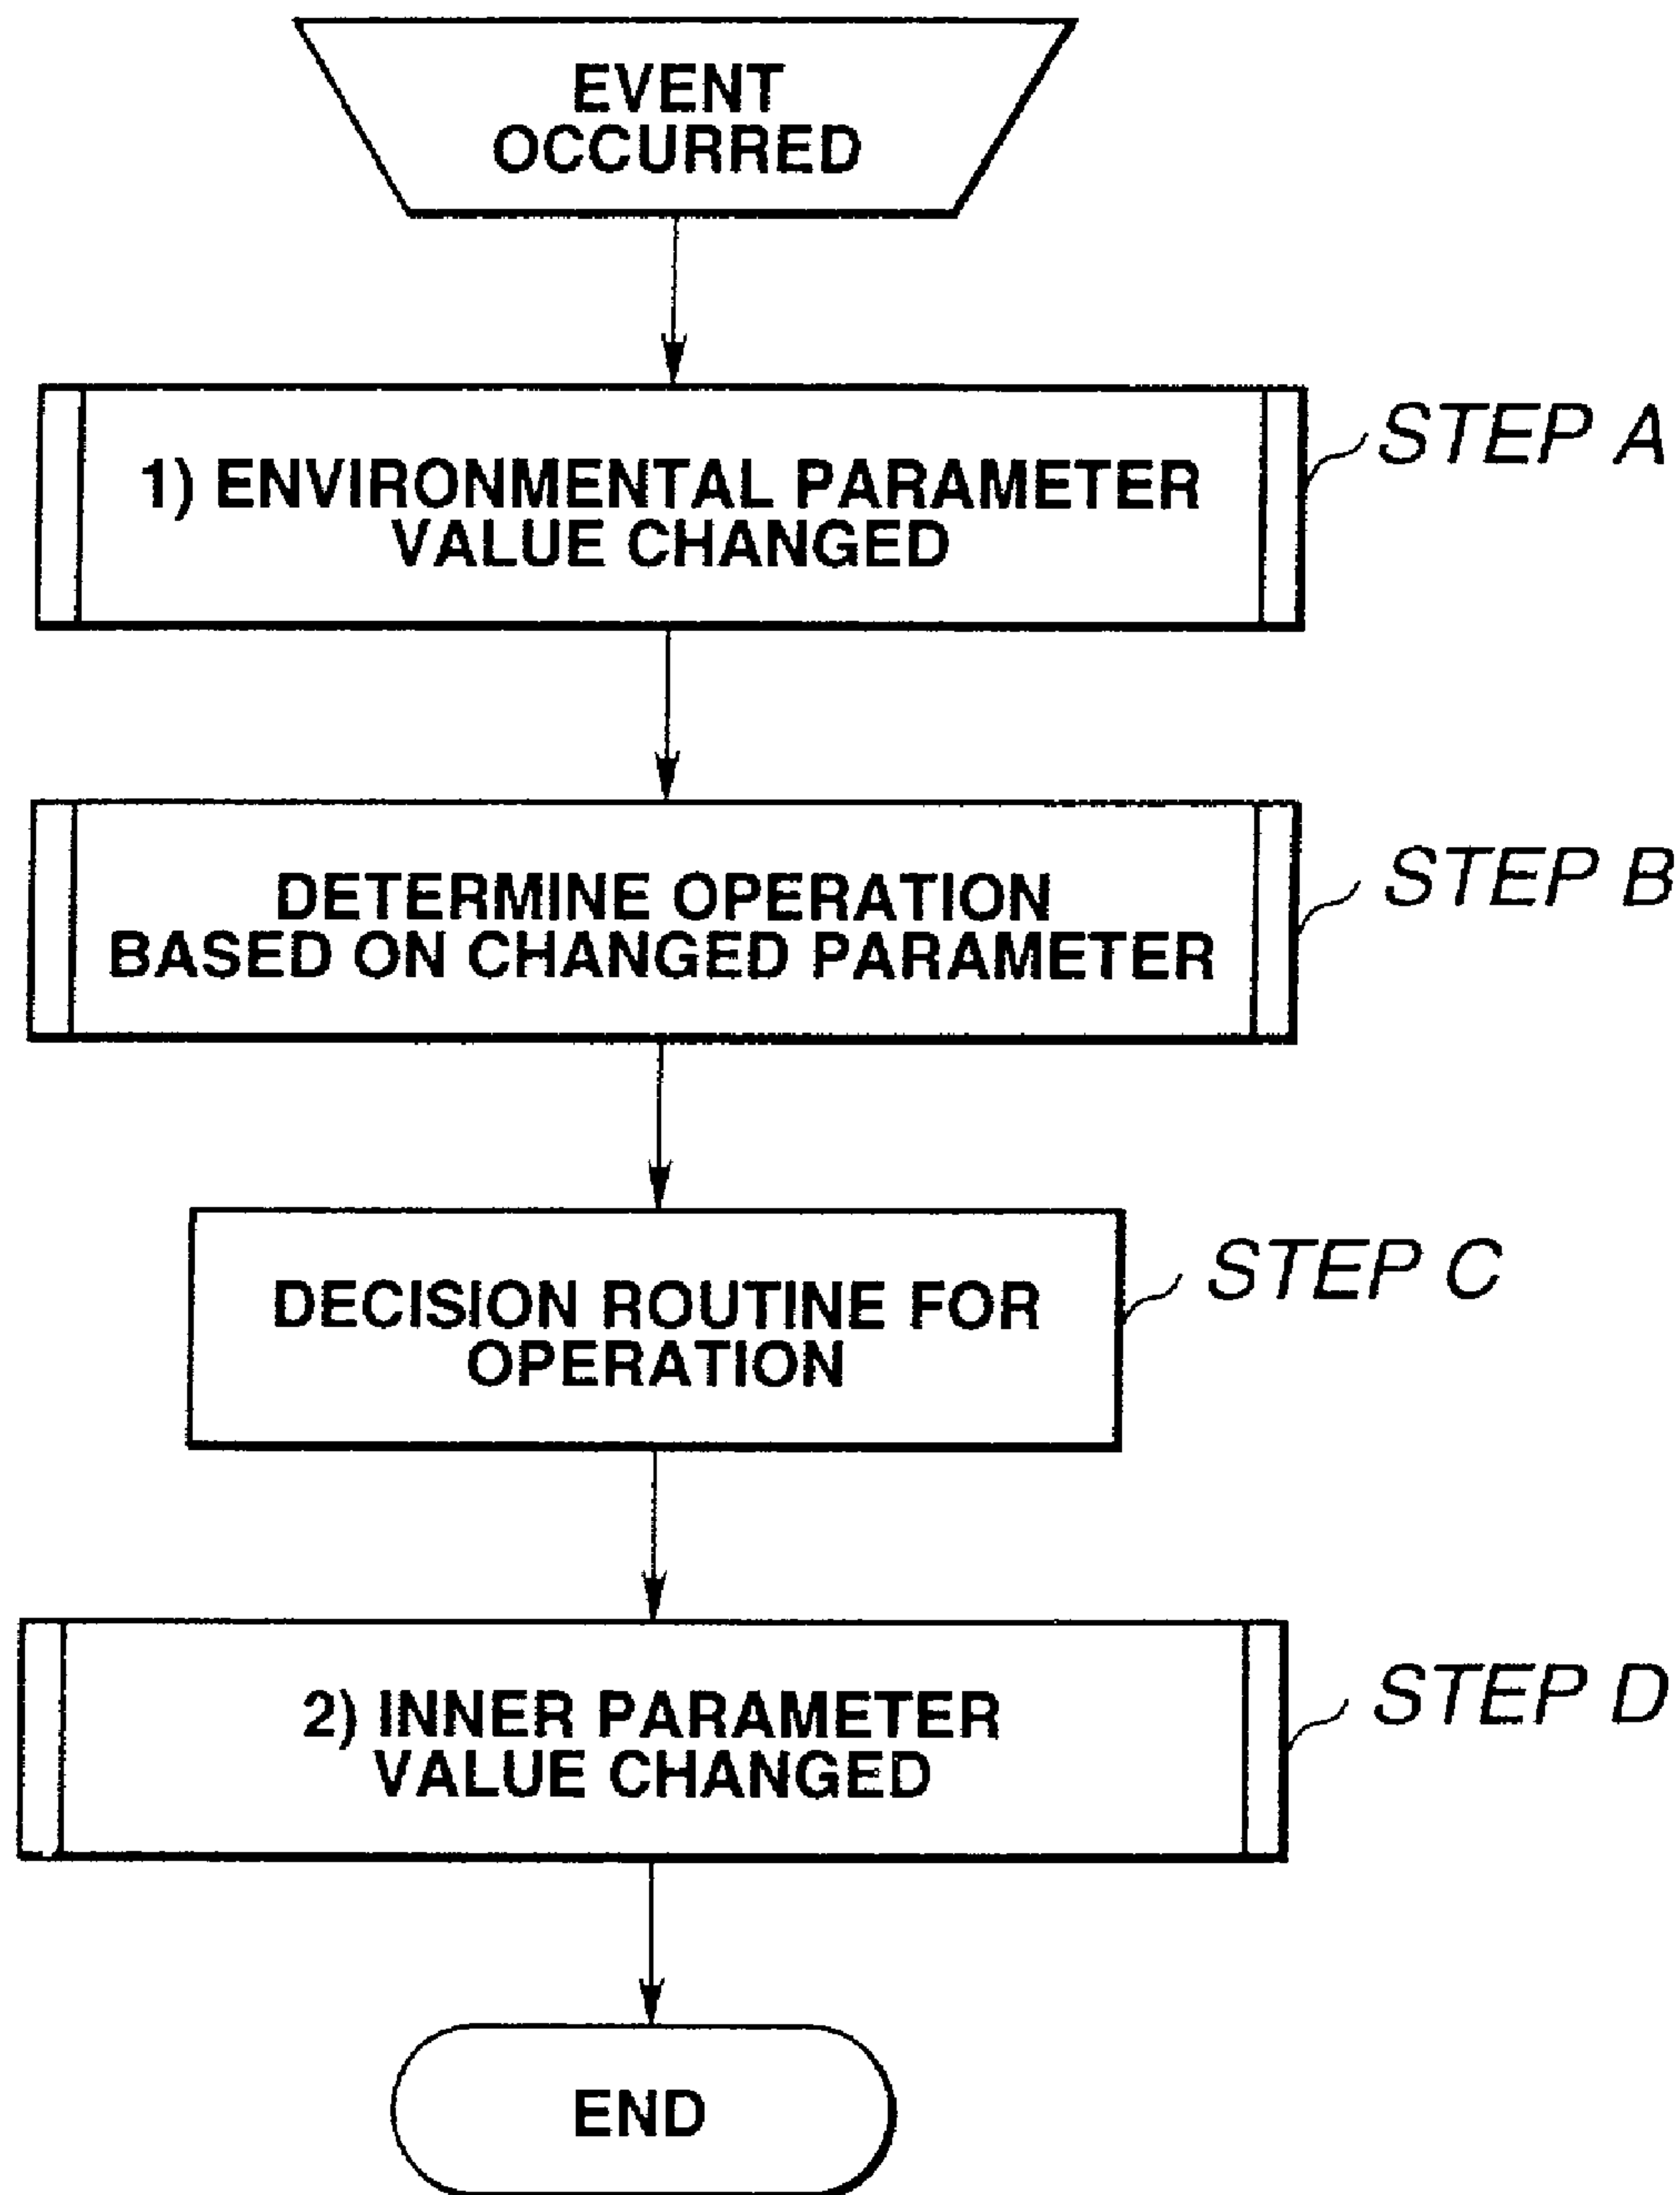 EVENT
OCCURRED
1) ENVIRONMENTAL PARAMETER
VALUE CHANGED
STEP A
DETERMINE OPERATION
BASED ON CHANGED PARAMETER
STEP B
DECISION ROUTINE FOR
OPERATION
STEP C
2) INNER PARAMETER
VALUE CHANGED
STEP D
END